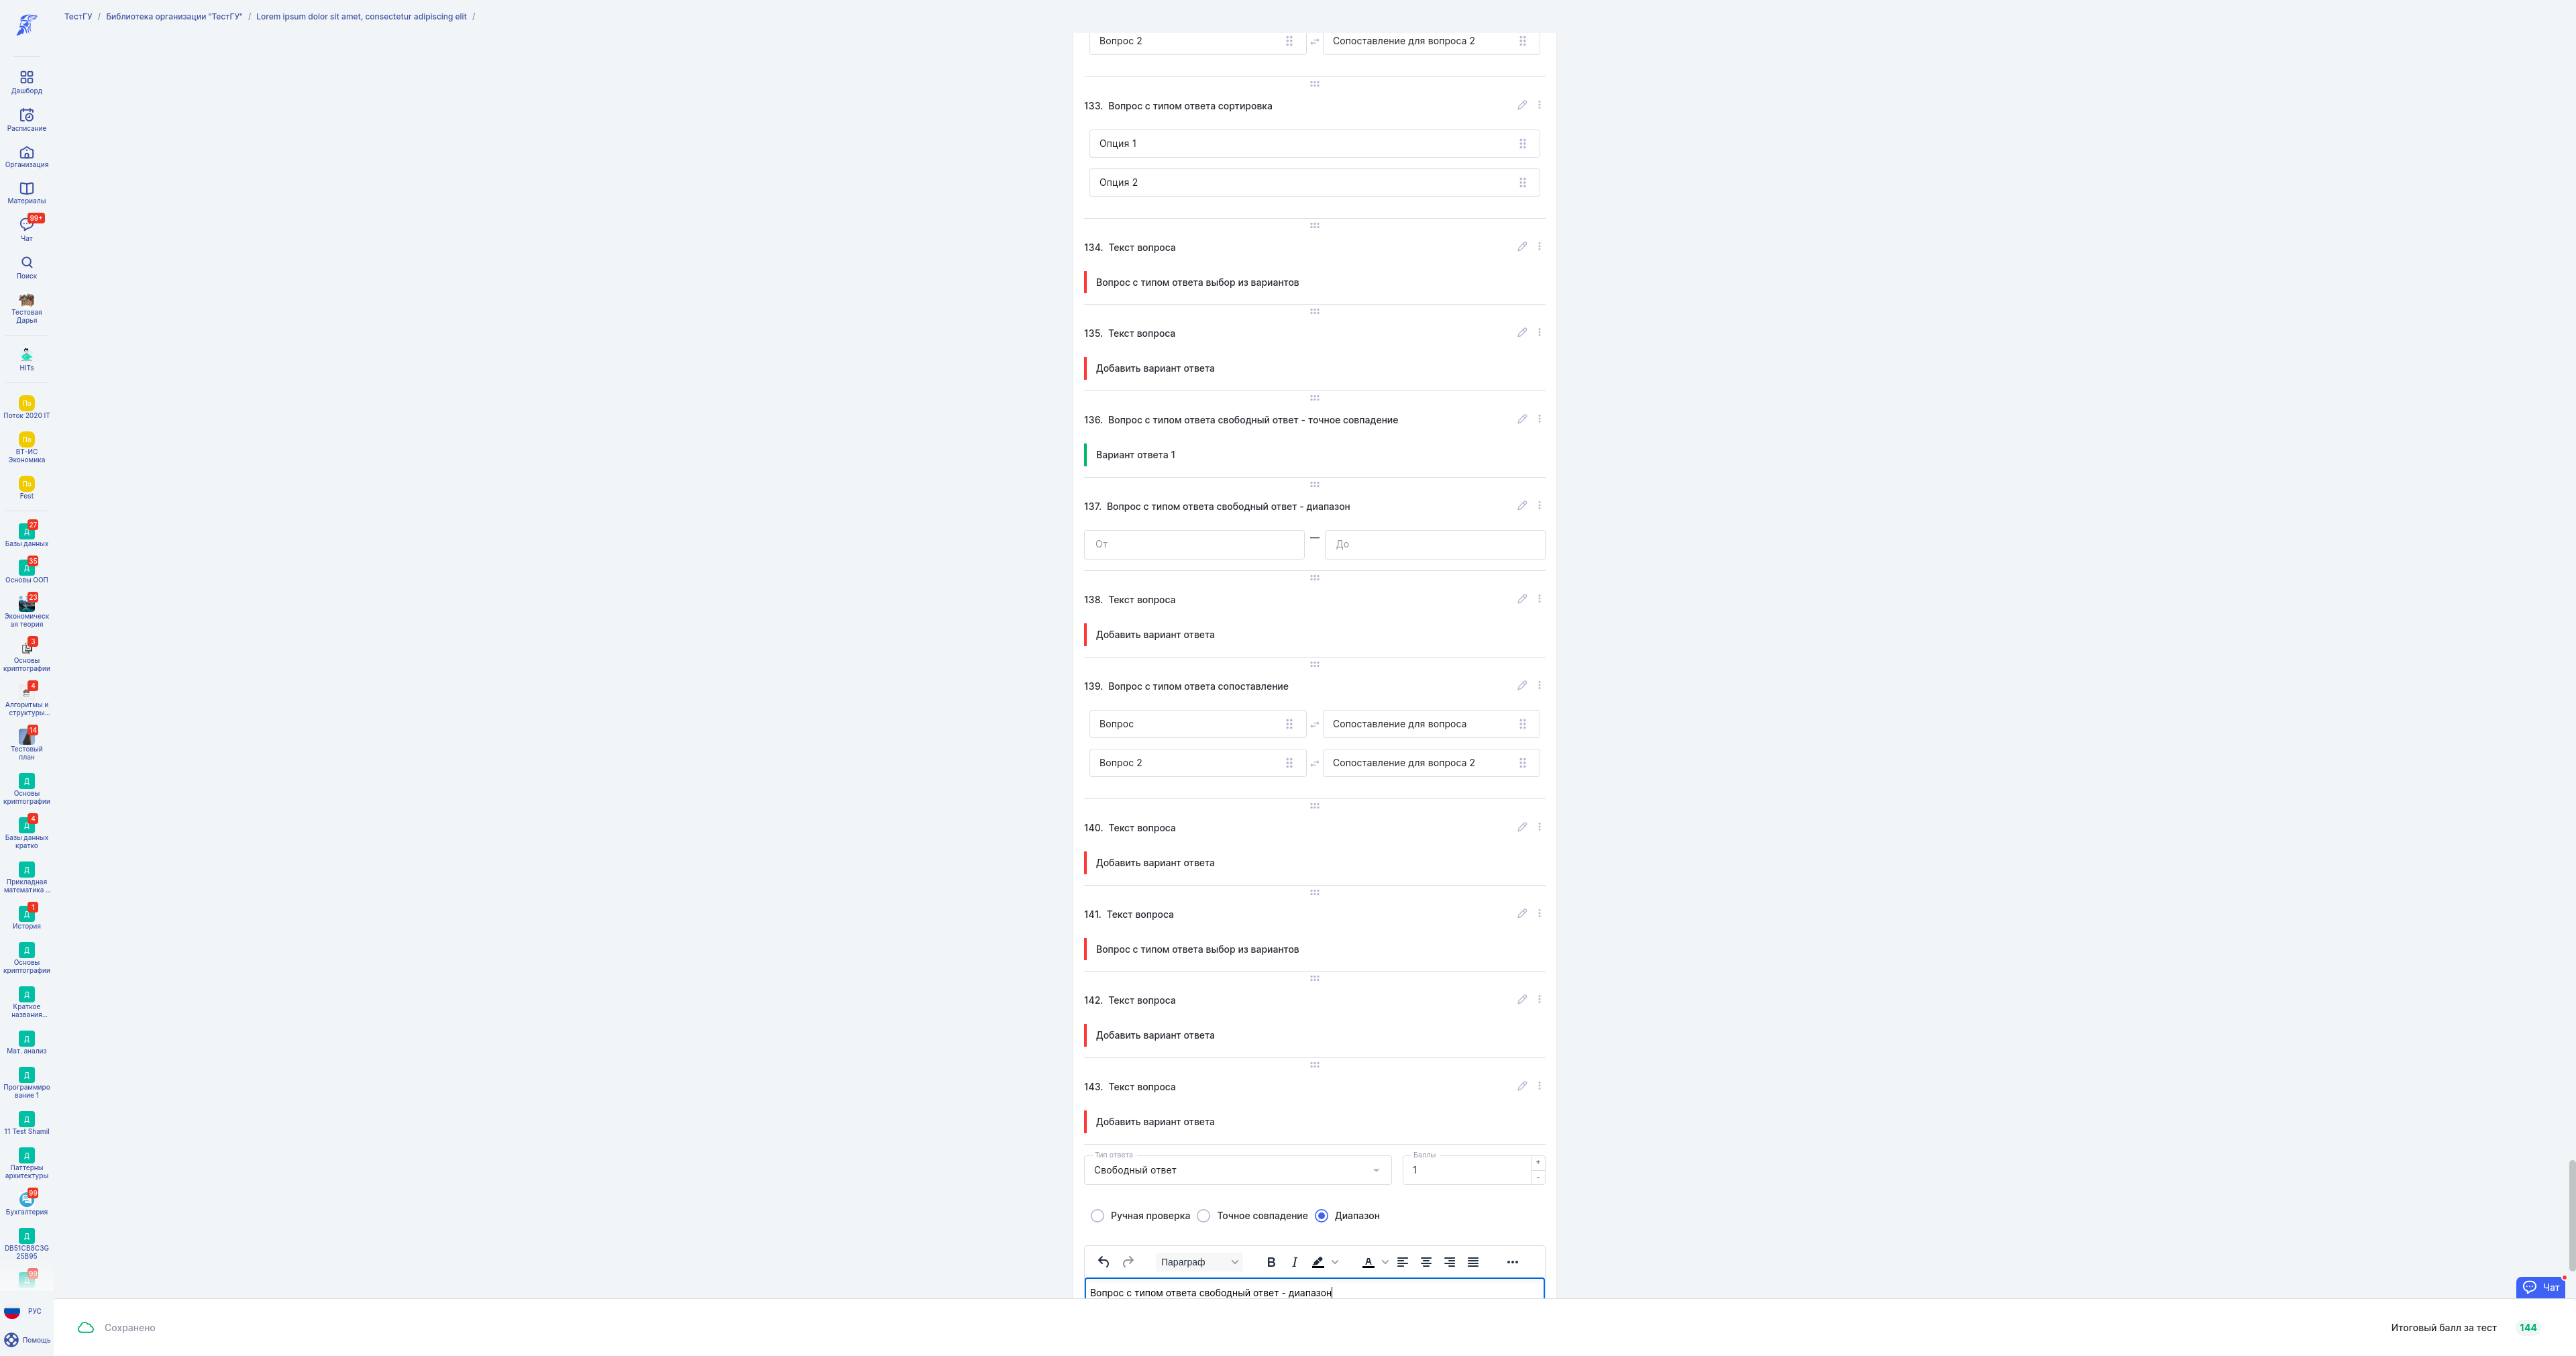 ТестГУ / Библиотека организации "ТестГУ" / Lorem ipsum dolor sit amet, consectetur adipiscing elit /
Дашборд
Расписание
Организация
Материалы
99+
Чат
Поиск
Тестовая
Дарья
HITs
По
Поток 2020 IT
По
ВТ-ИС
Экономика
По
Fest
27
Д
Базы данных
35
Д
Основы ООП
23
Экономическ
ая теория
3
Основы
криптографии
4
Алгоритмы и
структуры...
14
Тестовый
план
Д
Основы
криптографии
4
Д
Базы данных
кратко
Д
Прикладная
математика ...
1
Д
История
Д
Основы
криптографии
Д
Краткое
названия...
Д
Мат. анализ
Д
Программиро
вание 1
Д
11 Test Shamil
Д
Паттерны
архитектуры
99
Бухгалтерия
Д
DB51CB8C3G
25B95
99
Д
РУС
Помощь
Вопрос 2 Сопоставление для вопроса 2
133. Вопрос с типом ответа сортировка
Опция 1
Опция 2
134. Текст вопроса
Вопрос с типом ответа выбор из вариантов
135. Текст вопроса
Добавить вариант ответа
136. Вопрос с типом ответа свободный ответ - точное совпадение
Вариант ответа 1
137. Вопрос с типом ответа свободный ответ - диапазон
От — До
138. Текст вопроса
Добавить вариант ответа
139. Вопрос с типом ответа сопоставление
Вопрос Сопоставление для вопроса
Вопрос 2 Сопоставление для вопроса 2
140. Текст вопроса
Добавить вариант ответа
141. Текст вопроса
Вопрос с типом ответа выбор из вариантов
142. Текст вопроса
Добавить вариант ответа
143. Текст вопроса
Добавить вариант ответа
Тип ответа Баллы
Свободный ответ 1 + -
Ручная проверка Точное совпадение Диапазон
Параграф B I A
Вопрос с типом ответа свободный ответ - диапазон
Чат
Сохранено Итоговый балл за тест 144